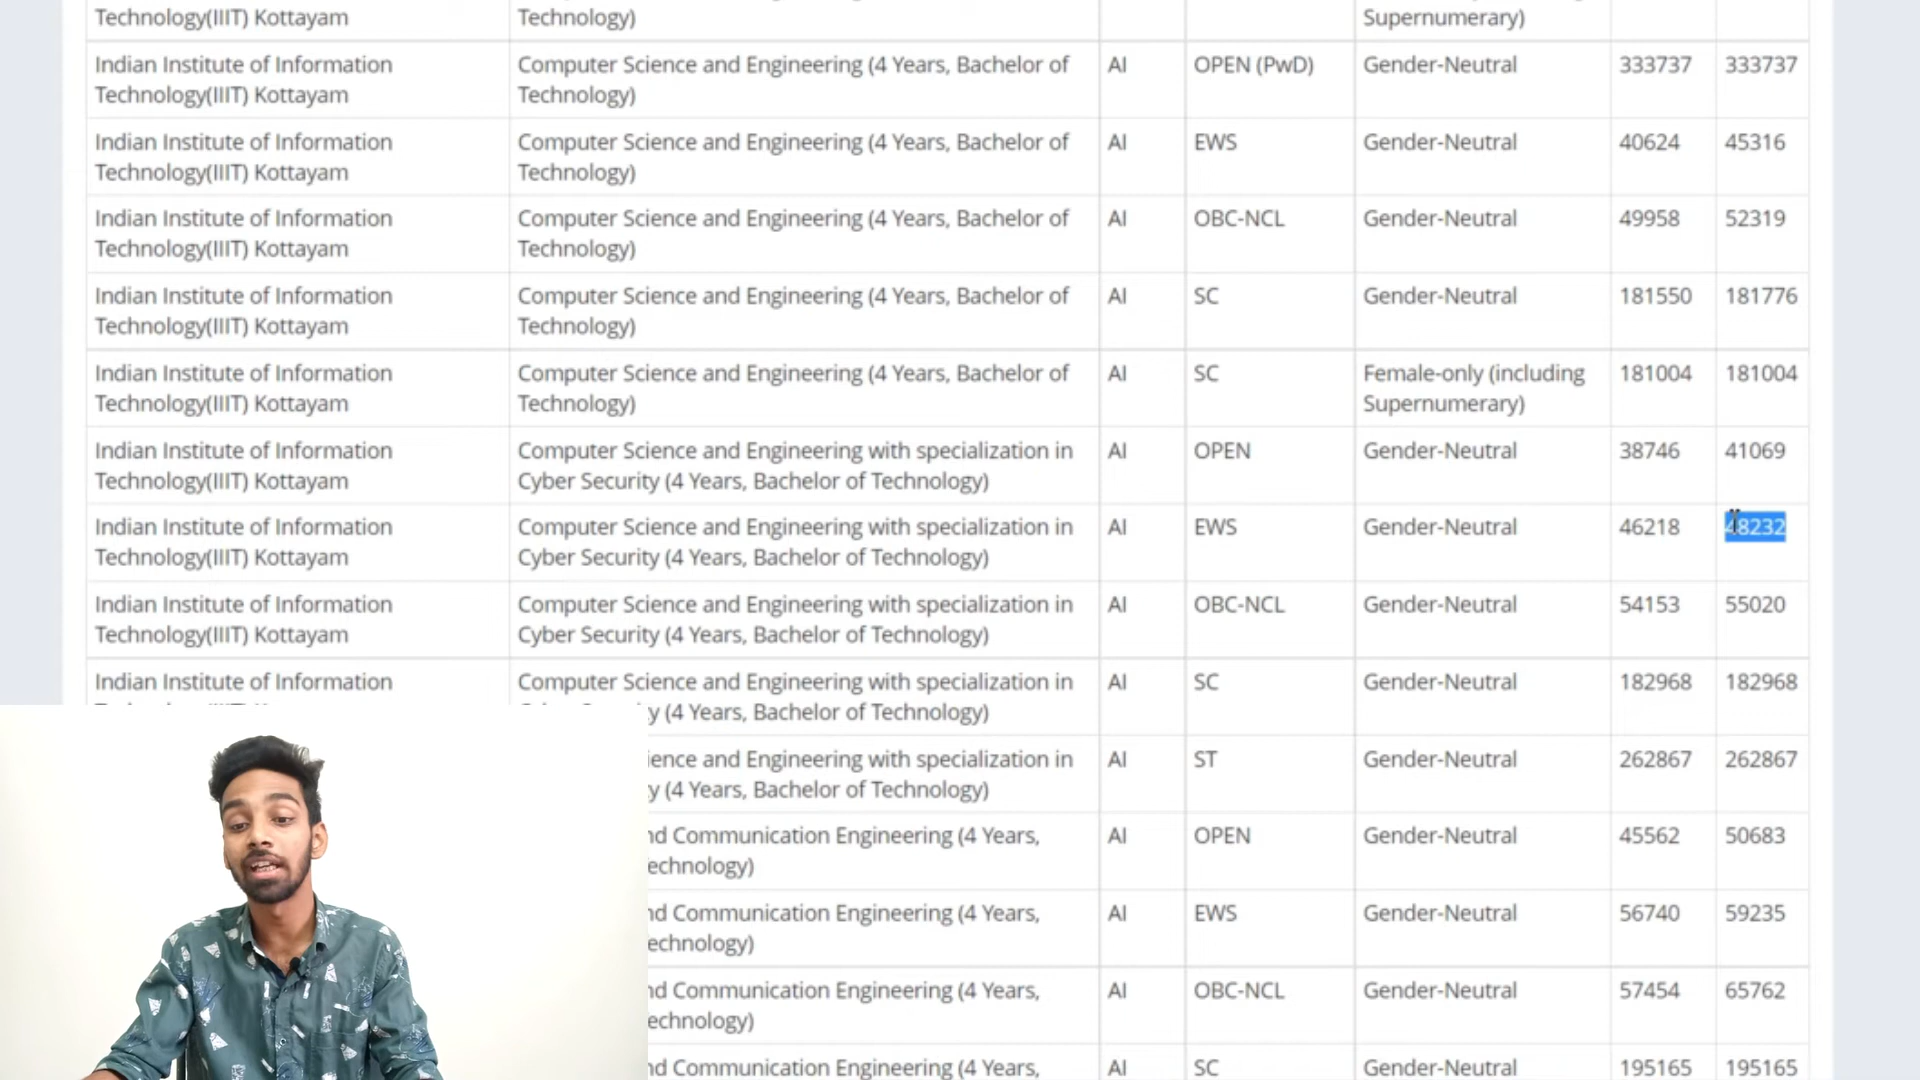 Technology(IIIT) Kottayam Technology) Supernumerary)
Indian Institute of Information Computer Science and Engineering (4 Years, Bachelor of AI OPEN (PwD) Gender-Neutral 333737 333737
Technology(IIIT) Kottayam Technology)
Indian Institute of Information Computer Science and Engineering (4 Years, Bachelor of AI EWS Gender-Neutral 40624 45316
Technology(IIIT) Kottayam Technology)
Indian Institute of Information Computer Science and Engineering (4 Years, Bachelor of AI OBC-NCL Gender-Neutral 49958 52319
Technology(IIIT) Kottayam Technology)
Indian Institute of Information Computer Science and Engineering (4 Years, Bachelor of AI SC Gender-Neutral 181550 181776
Technology(IIIT) Kottayam Technology)
Indian Institute of Information Computer Science and Engineering (4 Years, Bachelor of AI SC Female-only (including 181004 181004
Technology(IIIT) Kottayam Technology) Supernumerary)
Indian Institute of Information Computer Science and Engineering with specialization in AI OPEN Gender-Neutral 38746 41069
Technology(IIIT) Kottayam Cyber Security (4 Years, Bachelor of Technology)
Indian Institute of Information Computer Science and Engineering with specialization in AI EWS Gender-Neutral 46218 48232
Technology(IIIT) Kottayam Cyber Security (4 Years, Bachelor of Technology)
Indian Institute of Information Computer Science and Engineering with specialization in AI OBC-NCL Gender-Neutral 54153 55020
Technology(IIIT) Kottayam Cyber Security (4 Years, Bachelor of Technology)
Indian Institute of Information Computer Science and Engineering with specialization in AI SC Gender-Neutral 182968 182968
y (4 Years, Bachelor of Technology)
ience and Engineering with specialization in AI ST Gender-Neutral 262867 262867
y (4 Years, Bachelor of Technology)
nd Communication Engineering (4 Years, AI OPEN Gender-Neutral 45562 50683
echnology)
nd Communication Engineering (4 Years, AI EWS Gender-Neutral 56740 59235
echnology)
nd Communication Engineering (4 Years, AI OBC-NCL Gender-Neutral 57454 65762
echnology)
nd Communication Engineering (4 Years, AI SC Gender-Neutral 195165 195165